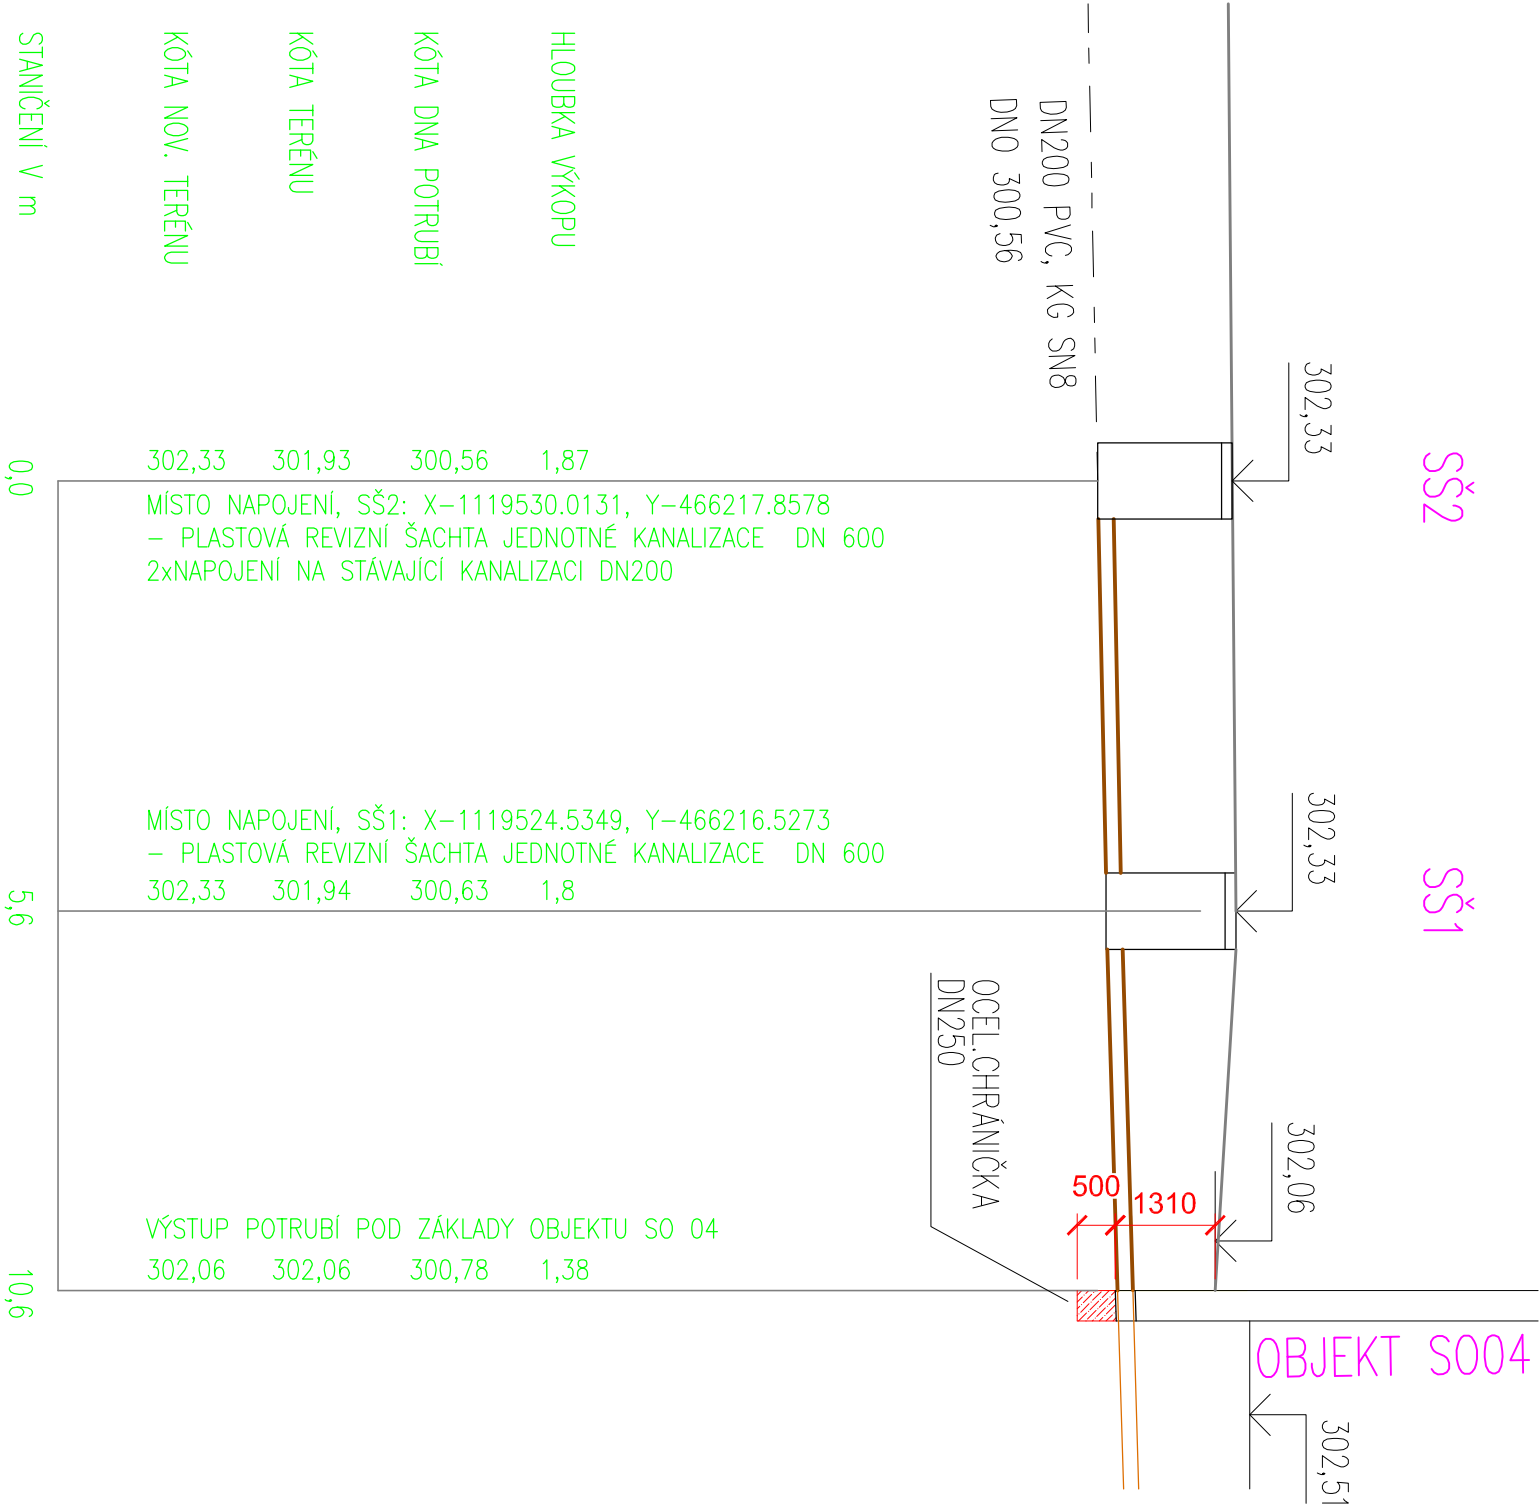 SŠ2
SŠ1
OBJEKT SO04
302,33
302,33
302,06
302,51
DN200 PVC, KG SN8
DNO 300,56
OCEL.CHRÁNIČKA
DN250
500
1310
HLOUBKA VÝKOPU
KÓTA DNA POTRUBÍ
KÓTA TERÉNU
KÓTA NOV. TERÉNU
STANIČENÍ V m
302,33 301,93 300,56 1,87
MÍSTO NAPOJENÍ, SŠ2: X-1119530.0131, Y-466217.8578
- PLASTOVÁ REVIZNÍ ŠACHTA JEDNOTNÉ KANALIZACE DN 600
2xNAPOJENÍ NA STÁVAJÍCÍ KANALIZACI DN200
MÍSTO NAPOJENÍ, SŠ1: X-1119524.5349, Y-466216.5273
- PLASTOVÁ REVIZNÍ ŠACHTA JEDNOTNÉ KANALIZACE DN 600
302,33 301,94 300,63 1,8
VÝSTUP POTRUBÍ POD ZÁKLADY OBJEKTU SO 04
302,06 302,06 300,78 1,38
0,0
5,6
10,6